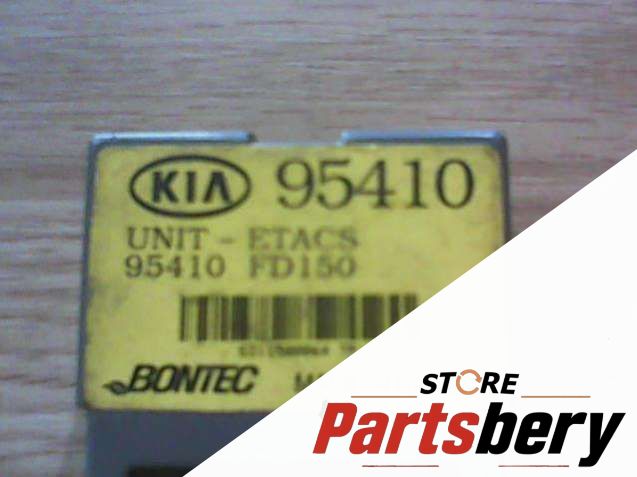 KIA 95410
UNIT - ETACS
95410 FD150
BONTEC
STORE
Partsbery